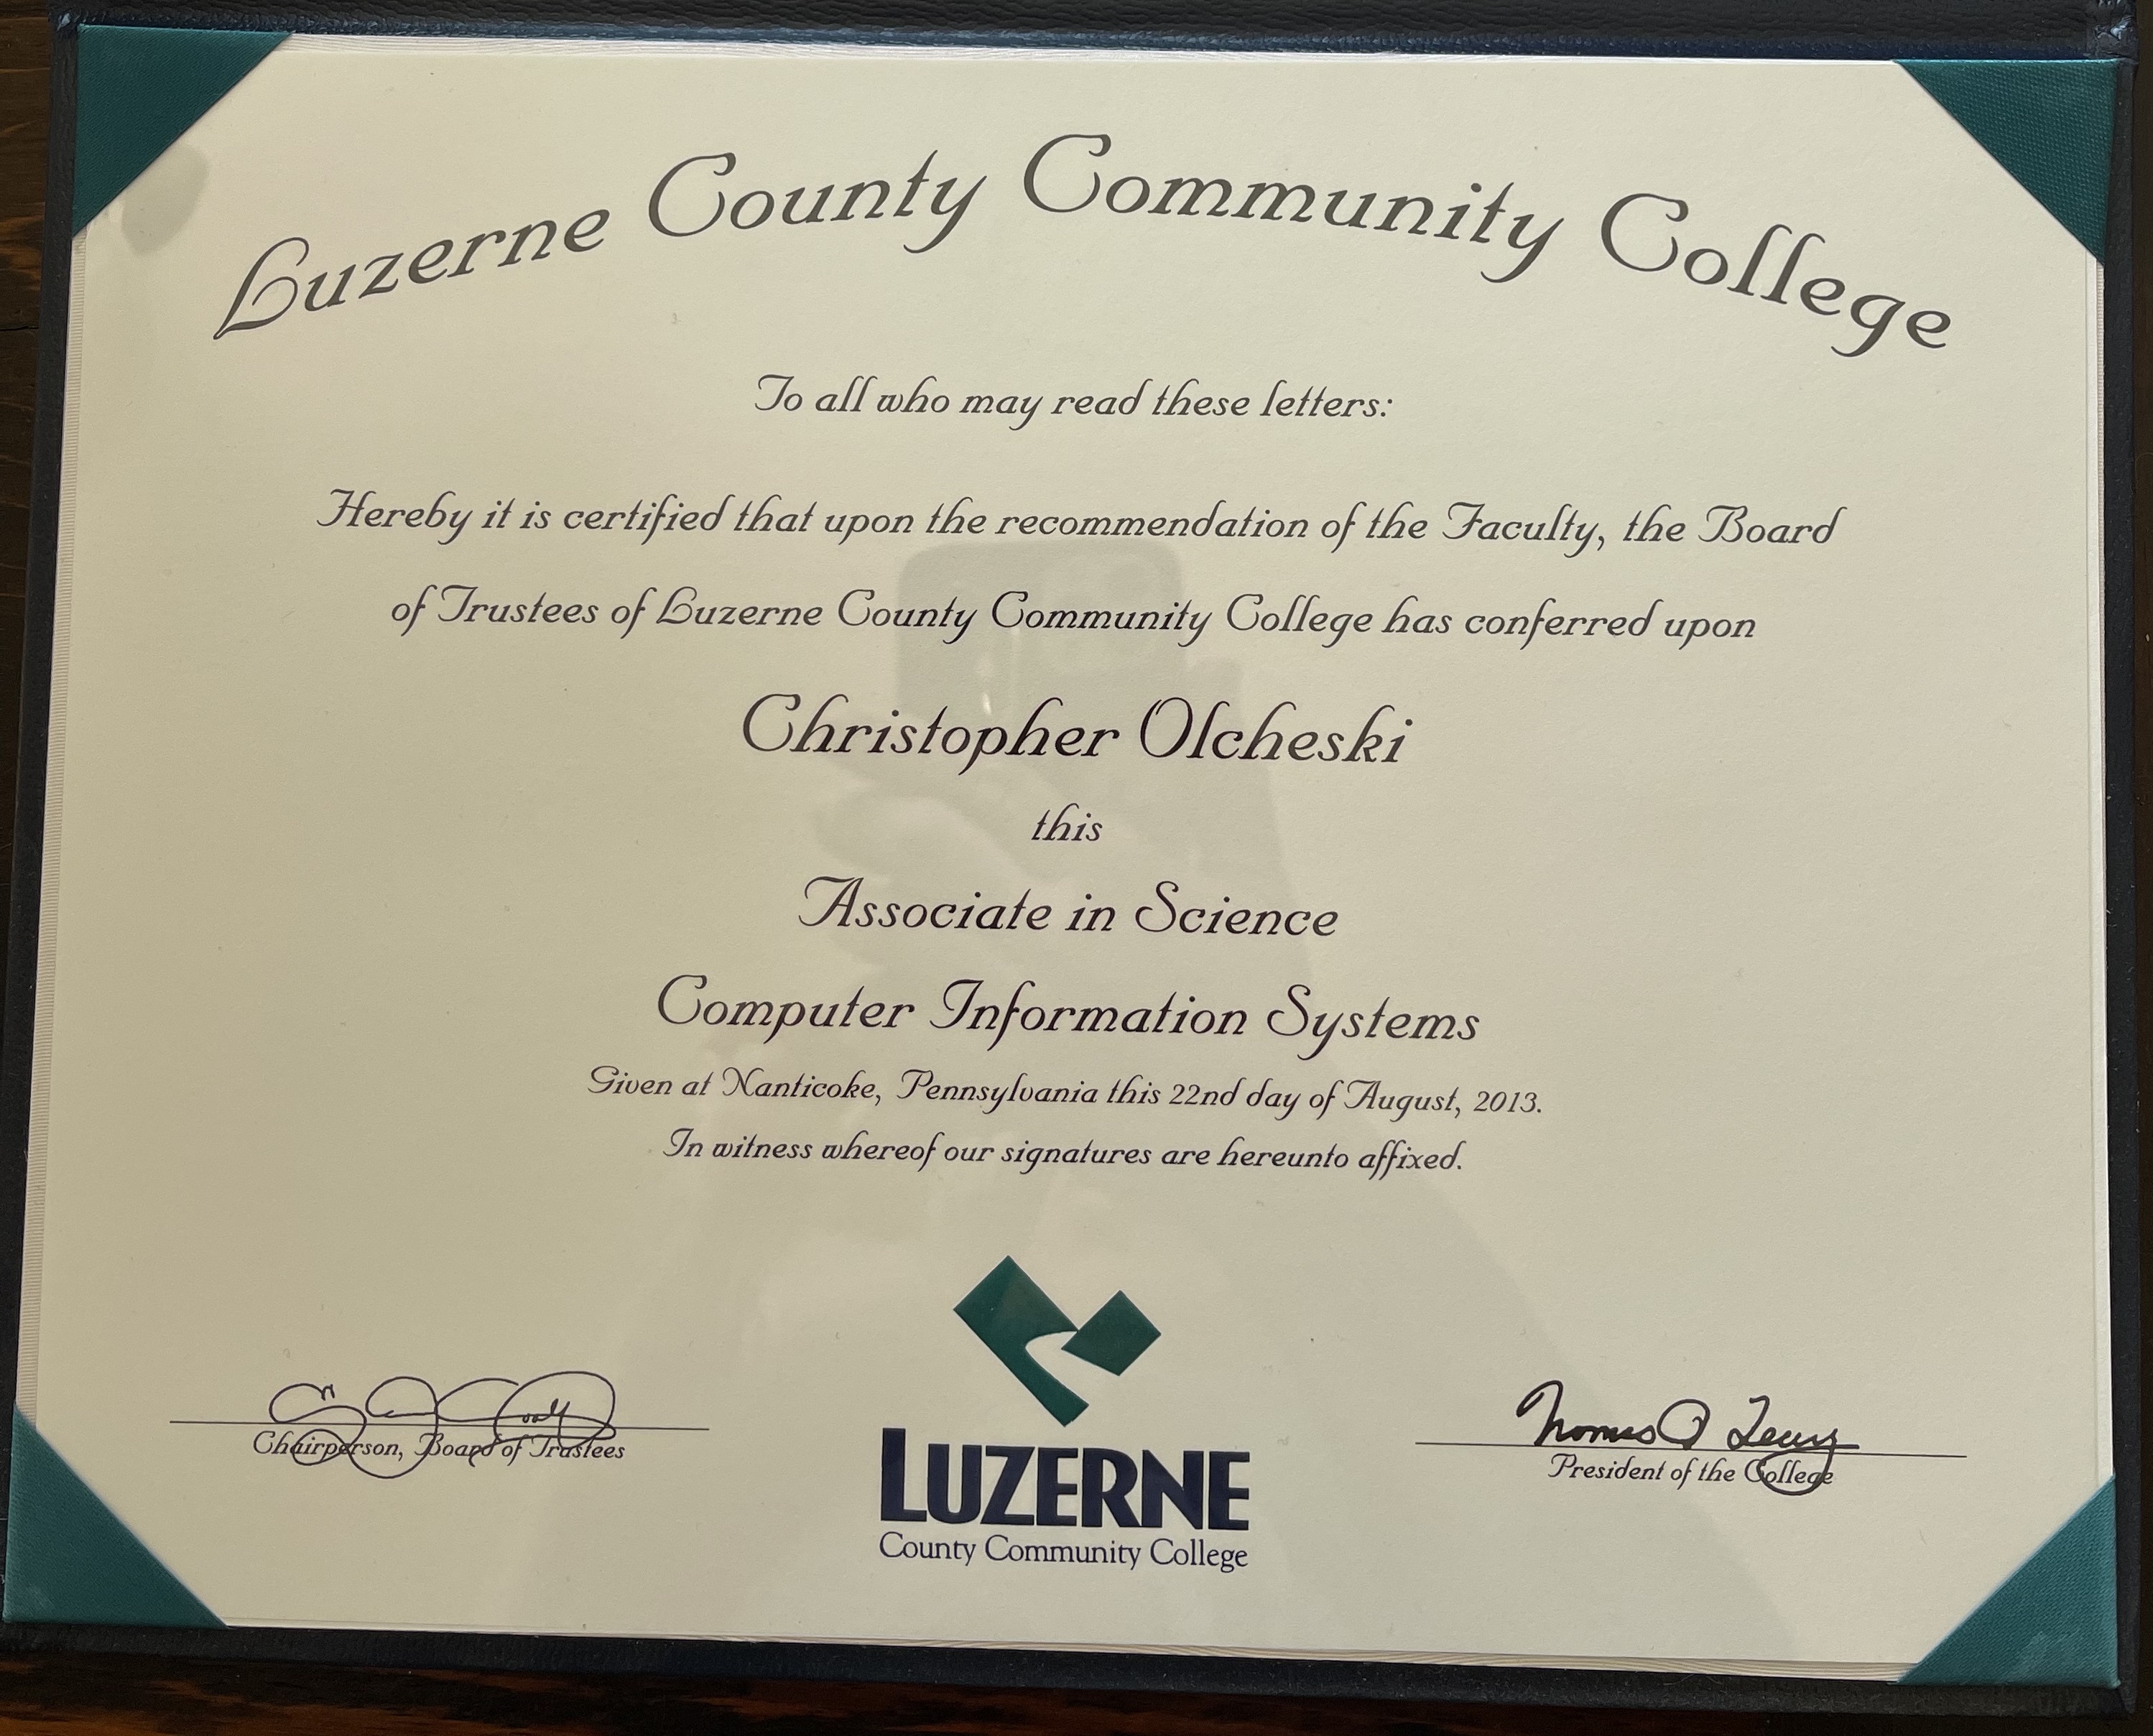 Luzerne County Community College
To all who may read these letters:
Hereby it is certified that upon the recommendation of the Faculty, the Board
of Trustees of Luzerne County Community College has conferred upon
Christopher Olcheski
this
Associate in Science
Computer Information Systems
Given at Nanticoke, Pennsylvania this 22nd day of August, 2013.
In witness whereof our signatures are hereunto affixed.
Chairperson, Board of Trustees
President of the College
LUZERNE
County Community College